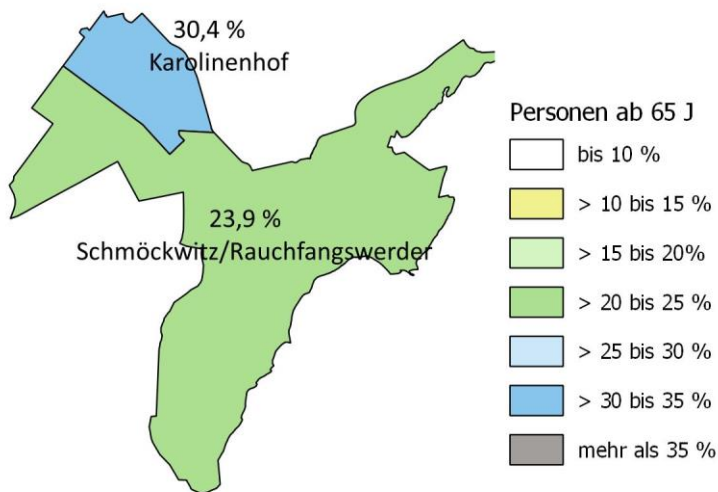 30,4 %
Karolinenhof
23,9 %
Schmöckwitz/Rauchfangswerder
Personen ab 65 J
bis 10 %
> 10 bis 15 %
> 15 bis 20%
> 20 bis 25 %
> 25 bis 30 %
> 30 bis 35 %
mehr als 35 %